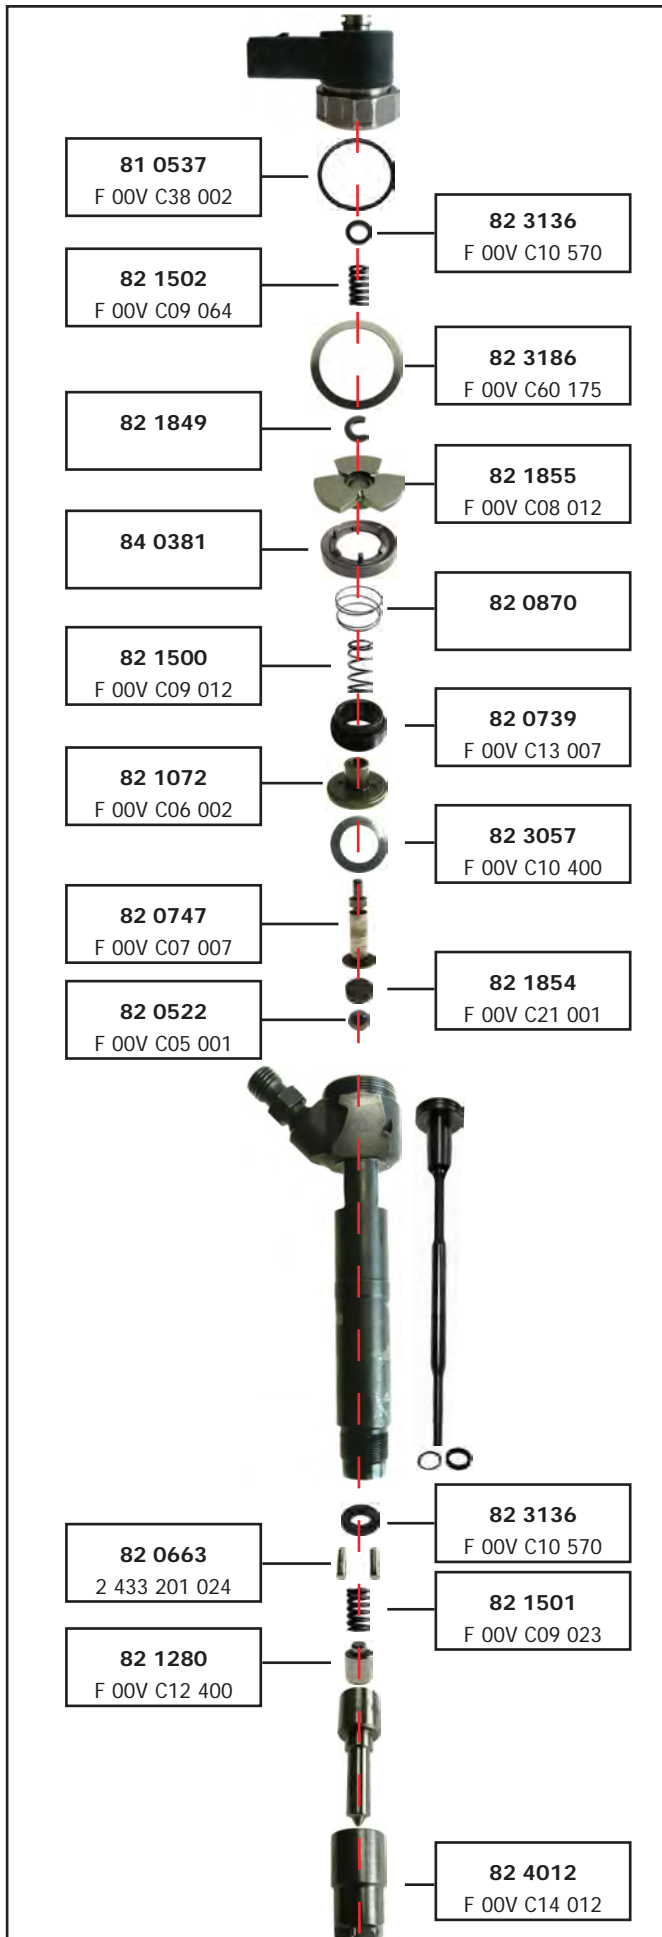 81 0537
F 00V C38 002
82 3136
F 00V C10 570
82 1502
F 00V C09 064
82 3186
F 00V C60 175
82 1849
82 1855
F 00V C08 012
84 0381
82 0870
82 1500
F 00V C09 012
82 0739
F 00V C13 007
82 1072
F 00V C06 002
82 3057
F 00V C10 400
82 0747
F 00V C07 007
82 1854
F 00V C21 001
82 0522
F 00V C05 001
82 3136
F 00V C10 570
82 0663
2 433 201 024
82 1501
F 00V C09 023
82 1280
F 00V C12 400
82 4012
F 00V C14 012